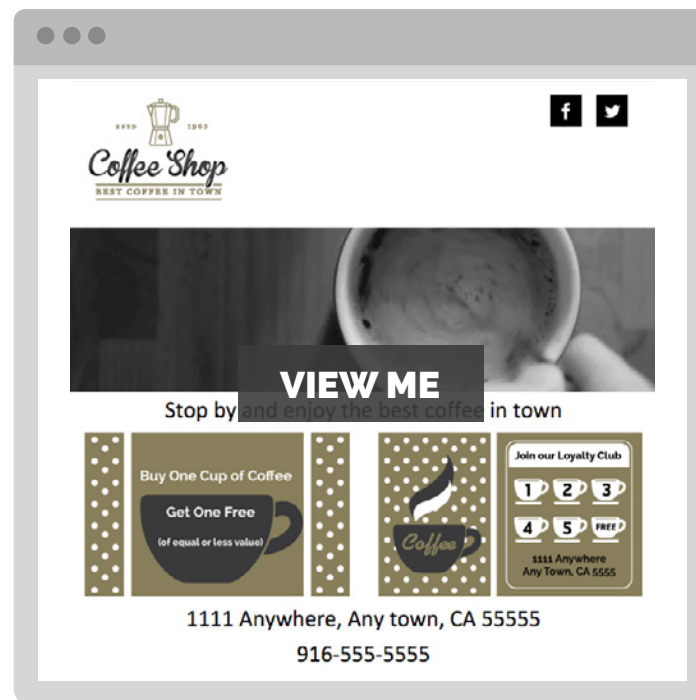 ESTD 1965
Coffee Shop
BEST COFFEE IN TOWN
f
VIEW ME
Stop by and enjoy the best coffee in town
Buy One Cup of Coffee
Get One Free
(of equal or less value)
Coffee
Join our Loyalty Club
1 2 3
4 5 FREE
1111 Anywhere
Any Town, CA 5555
1111 Anywhere, Any town, CA 55555
916-555-5555